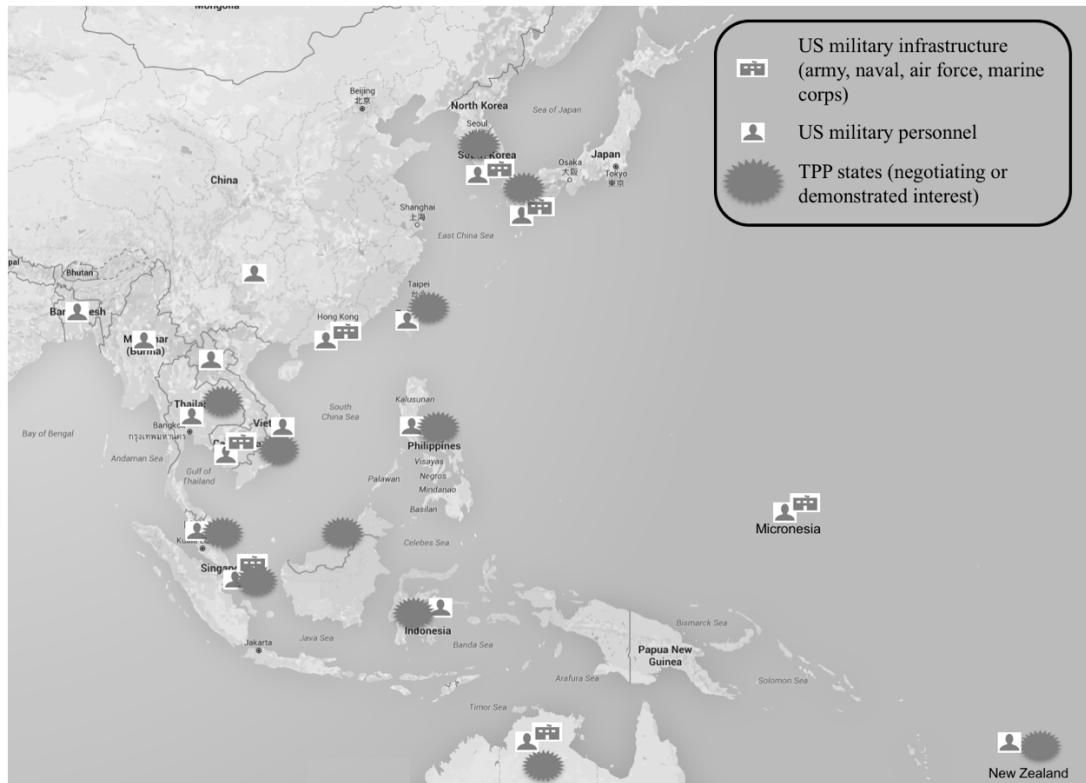 Mongolia
US military infrastructure
(army, naval, air force, marine
corps)
US military personnel
TPP states (negotiating or
demonstrated interest)
Beijing
北京
North Korea
Sea of Japan
Seoul
South Korea
Japan
Osaka
大阪
Tokyo
東京
China
Shanghai
上海
East China Sea
Bhutan
Taipei
Hong Kong
Kalusunan
South
China Sea
Bay of Bengal
Bangkok
กรุงเทพมหานคร
Andaman Sea
Gulf of
Thailand
Philippines
Visayas
Palawan
Negros
Mindanao
Basilan
Micronesia
Celebes Sea
Indonesia
Java Sea
Banda Sea
Jakarta
Bismarck Sea
Papua New
Guinea
Arafura Sea
Solomon Sea
Timor Sea
New Zealand
(Burma)